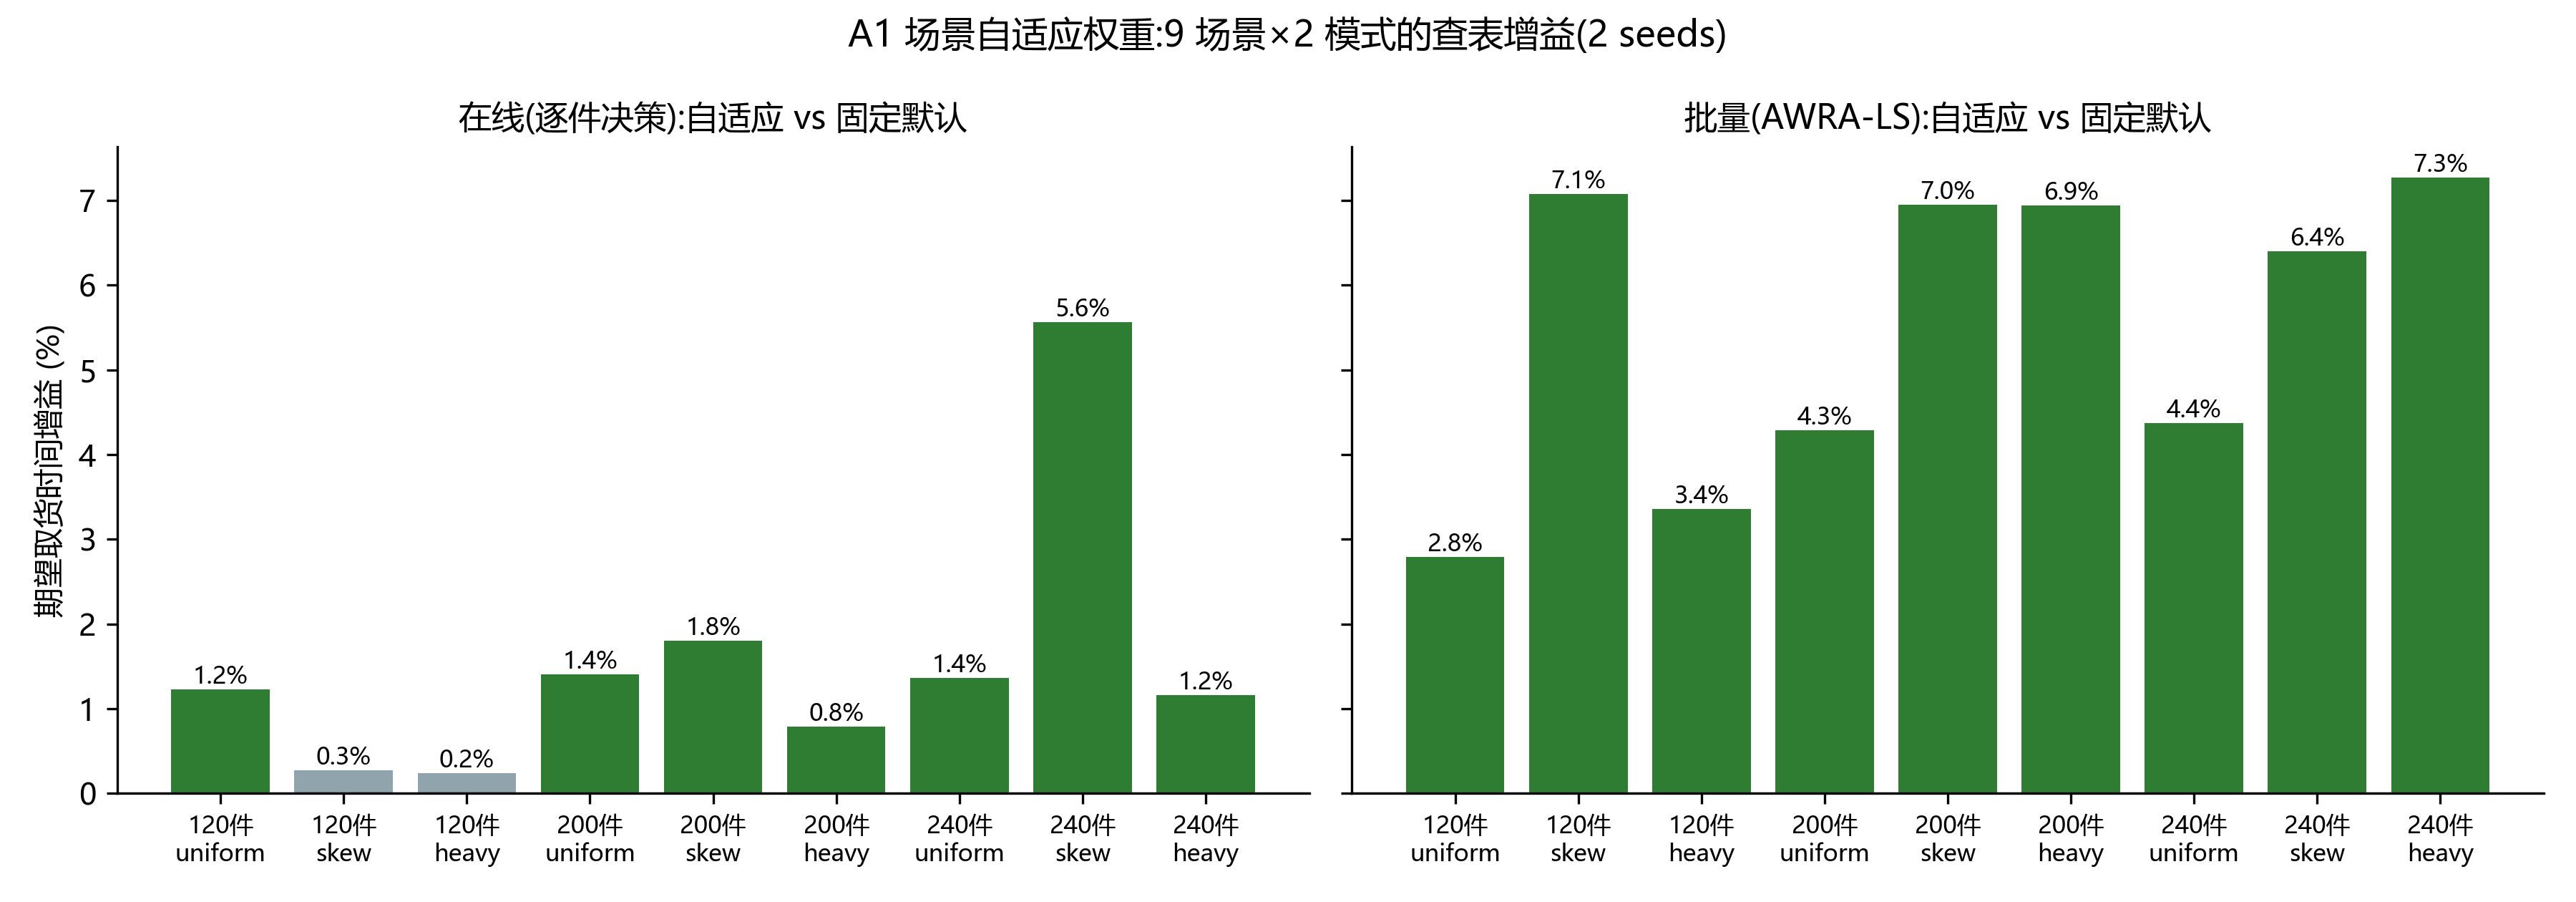 A1 场景自适应权重:9 场景×2 模式的查表增益(2 seeds)
在线(逐件决策):自适应 vs 固定默认
期望取货时间增益 (%)
7
6
5
4
3
2
1
0
1.2%
0.3%
0.2%
1.4%
1.8%
0.8%
1.4%
5.6%
1.2%
120件
uniform
120件
skew
120件
heavy
200件
uniform
200件
skew
200件
heavy
240件
uniform
240件
skew
240件
heavy
批量(AWRA-LS):自适应 vs 固定默认
2.8%
7.1%
3.4%
4.3%
7.0%
6.9%
4.4%
6.4%
7.3%
120件
uniform
120件
skew
120件
heavy
200件
uniform
200件
skew
200件
heavy
240件
uniform
240件
skew
240件
heavy